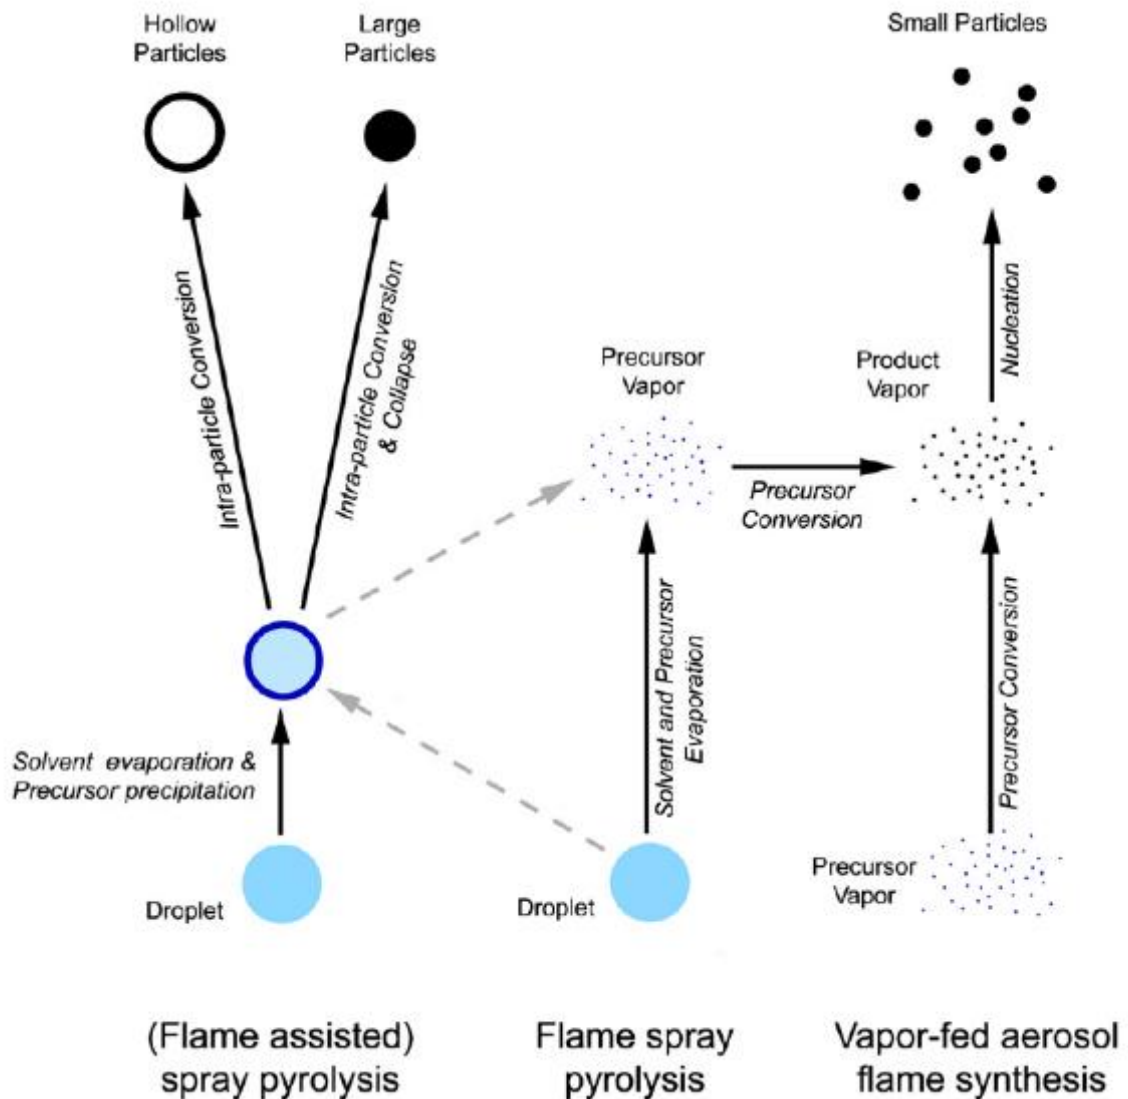 Hollow
Particles
Large
Particles
Small Particles
Intra-particle Conversion
Intra-particle Conversion
& Collapse
Nucleation
Precursor
Vapor
Product
Vapor
Precursor
Conversion
Solvent and Precursor
Evaporation
Precursor Conversion
Solvent evaporation &
Precursor precipitation
Droplet
Droplet
Precursor
Vapor
(Flame assisted)
spray pyrolysis
Flame spray
pyrolysis
Vapor-fed aerosol
flame synthesis